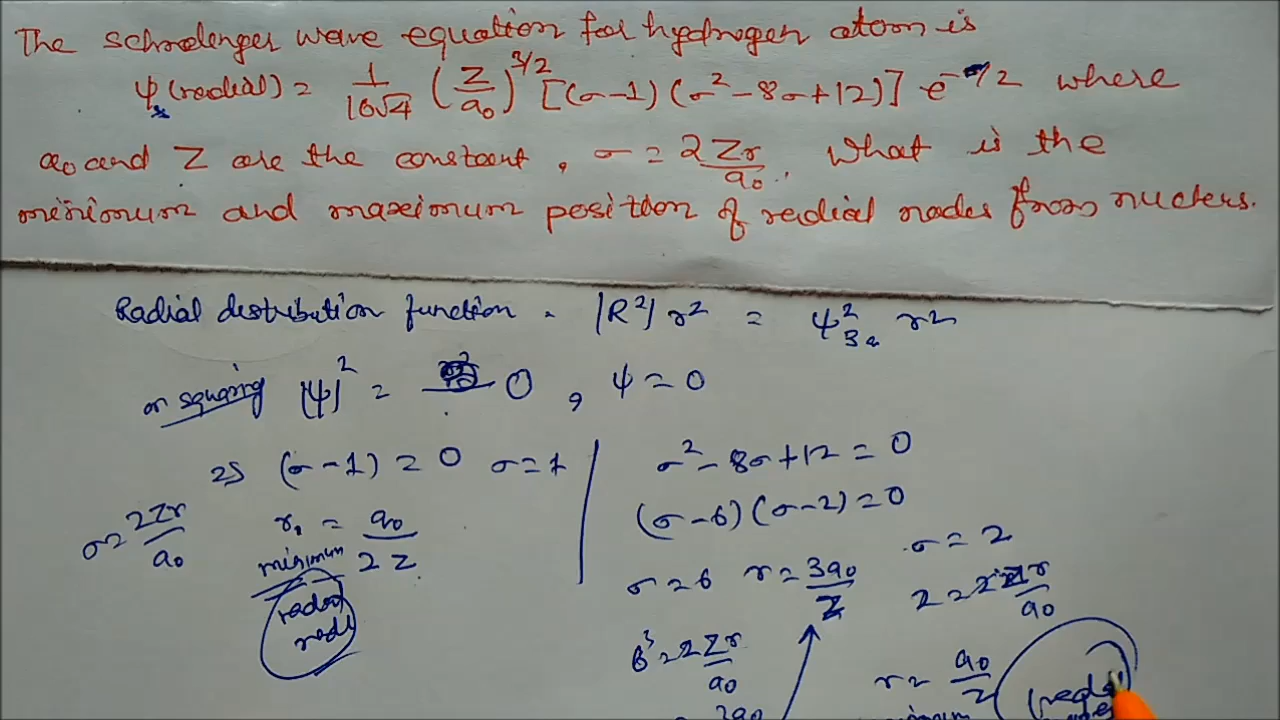 The schrodenger wave equation for hydrogen atom is
ψ (radial) = 1/16√4 (Z/a₀)^3/2 [(σ-1)(σ²-8σ+12)] e^-σ/2 where
a₀ and Z are the constant, σ = 2Zr/a₀. What is the
minimum and maximum position of radial nodes from nucleus.
Radial distribution function = |R²| r² = ψ² r²
on squaring |ψ|² = 0, ψ = 0
2s (σ-1) = 0 σ=1
σ² - 8σ + 12 = 0
σ = 2Zr/a₀
r₁ = a₀/2Z
minimum
radial
node
(σ-6)(σ-2) = 0
σ = 6 r = 3a₀/Z
σ = 2
2 = 2Zr/a₀
6³ = 2Zr/a₀
r = a₀/Z